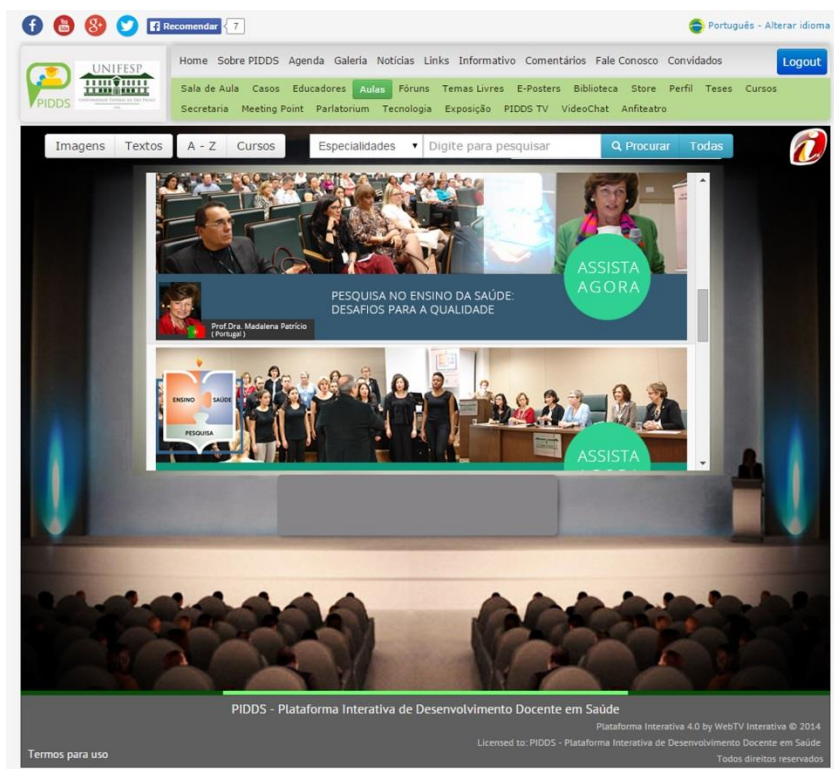 Recomendar 7
Português - Alterar idioma
UNIFESP
PIDDS
Home Sobre PIDDS Agenda Galeria Notícias Links Informativo Comentários Fale Conosco Convidados
Logout
Sala de Aula Casos Educadores Aulas Fóruns Temas Livres E-Posters Biblioteca Store Perfil Teses Cursos
Secretaria Meeting Point Parlatorium Tecnologia Exposição PIDDS TV VideoChat Anfiteatro
Imagens Textos A - Z Cursos Especialidades Digite para pesquisar Procurar Todas
ASSISTA
AGORA
PESQUISA NO ENSINO DA SAÚDE:
DESAFIOS PARA A QUALIDADE
Prof.Dra. Madalena Patrício
( Portugal )
ENSINO SAÚDE
PESQUISA
ASSISTA
PIDDS - Plataforma Interativa de Desenvolvimento Docente em Saúde
Plataforma Interativa 4.0 by WebTV Interativa © 2014
Licensed to: PIDDS - Plataforma Interativa de Desenvolvimento Docente em Saúde
Termos para uso
Todos direitos reservados